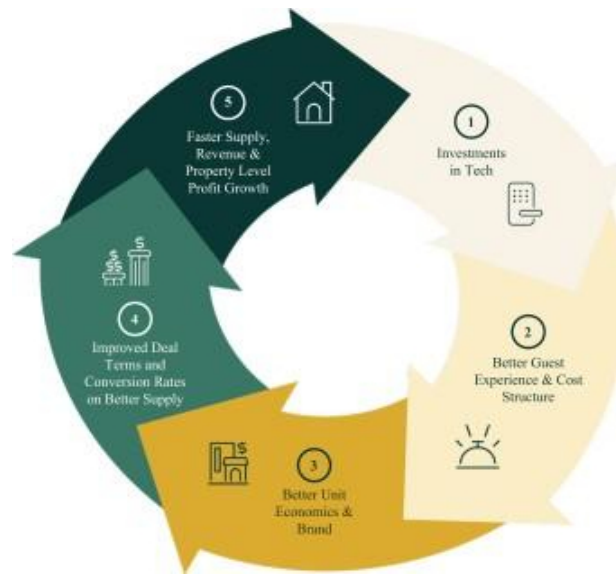 1
Investments
in Tech
2
Better Guest
Experience & Cost
Structure
3
Better Unit
Economics &
Brand
4
Improved Deal
Terms and
Conversion Rates
on Better Supply
5
Faster Supply,
Revenue &
Property Level
Profit Growth
$
$
$$
$